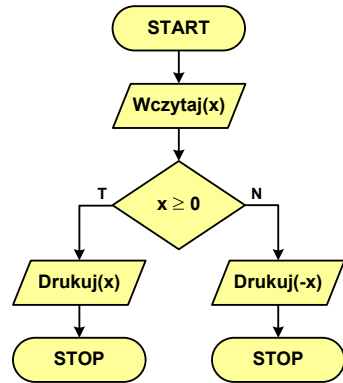 START
Wczytaj(x)
T
x ≥ 0
N
Drukuj(x)
Drukuj(-x)
STOP
STOP